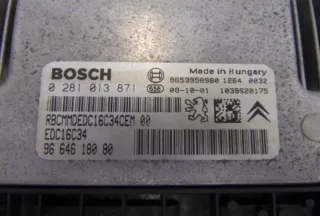 BOSCH
Made in Hungary
9653958980 1264 0032
0 281 013 871
S50 08-10-01 1039S20175
RBCMMDEDC16C34CEM 00
EDC16C34
96 646 180 80